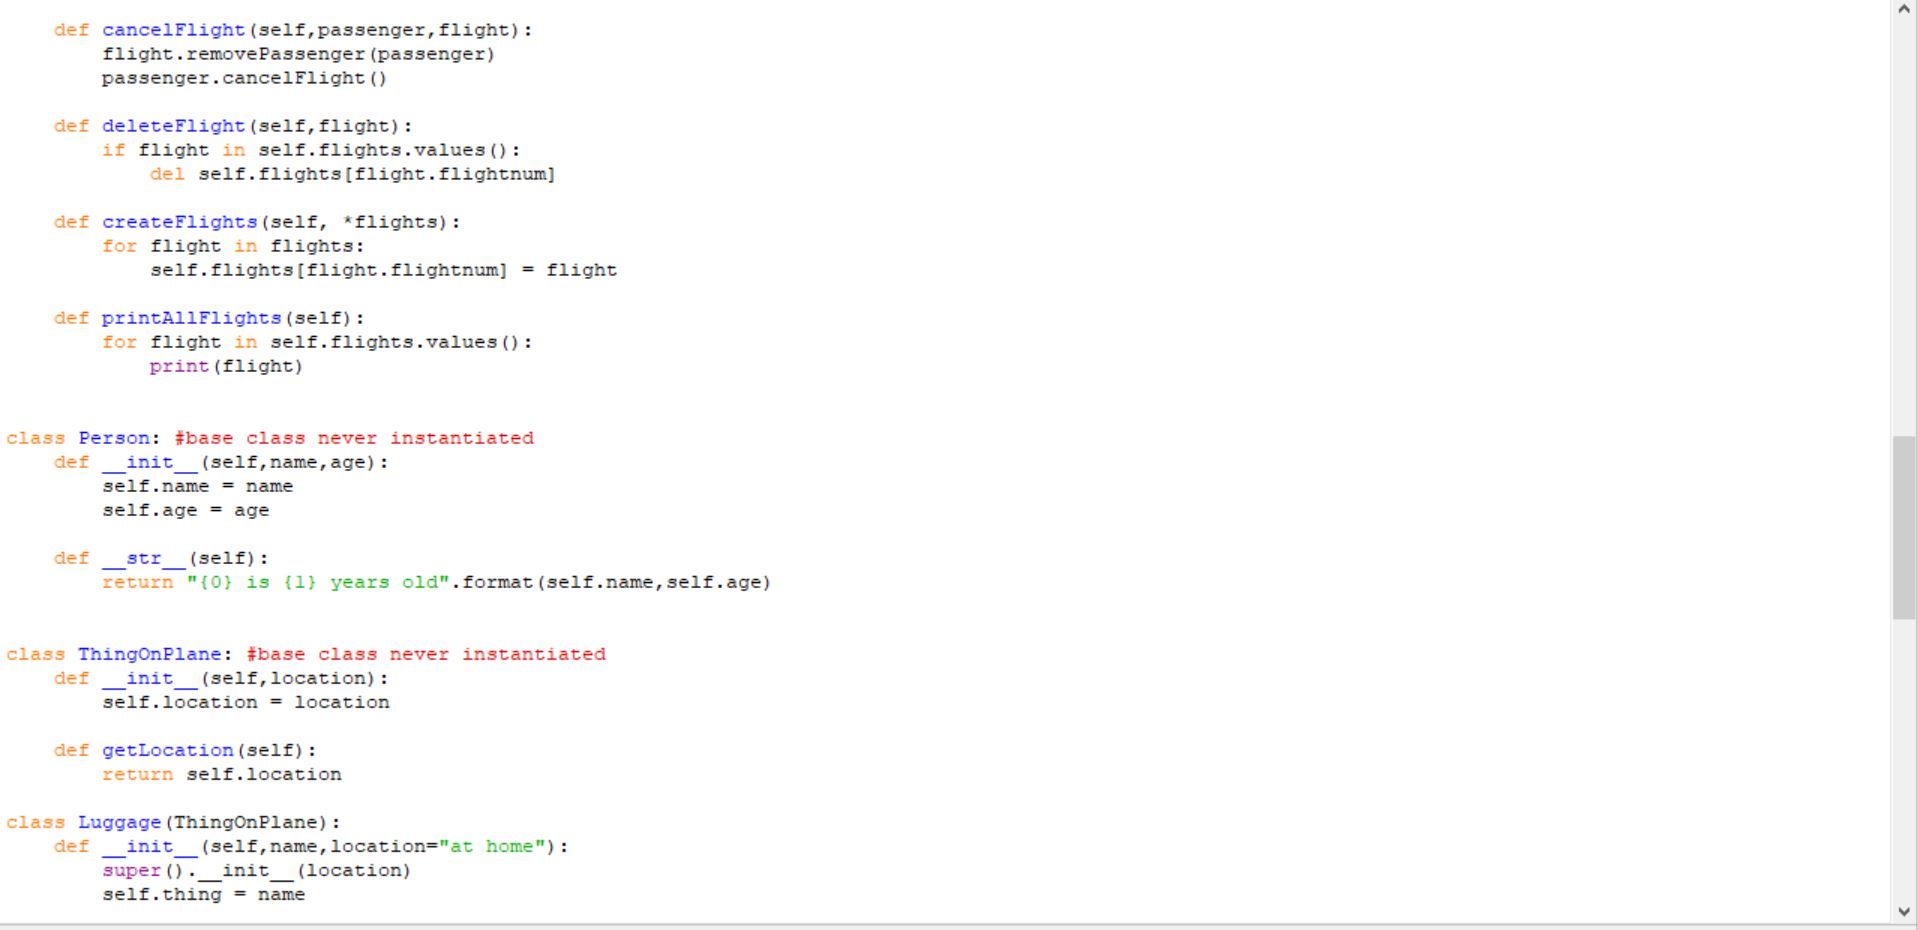 def cancelFlight(self,passenger,flight):
        flight.removePassenger(passenger)
        passenger.cancelFlight()

    def deleteFlight(self,flight):
        if flight in self.flights.values():
            del self.flights[flight.flightnum]

    def createFlights(self, *flights):
        for flight in flights:
            self.flights[flight.flightnum] = flight

    def printAllFlights(self):
        for flight in self.flights.values():
            print(flight)


class Person: #base class never instantiated
    def __init__(self,name,age):
        self.name = name
        self.age = age

    def __str__(self):
        return "{0} is {1} years old".format(self.name,self.age)


class ThingOnPlane: #base class never instantiated
    def __init__(self,location):
        self.location = location

    def getLocation(self):
        return self.location

class Luggage(ThingOnPlane):
    def __init__(self,name,location="at home"):
        super().__init__(location)
        self.thing = name